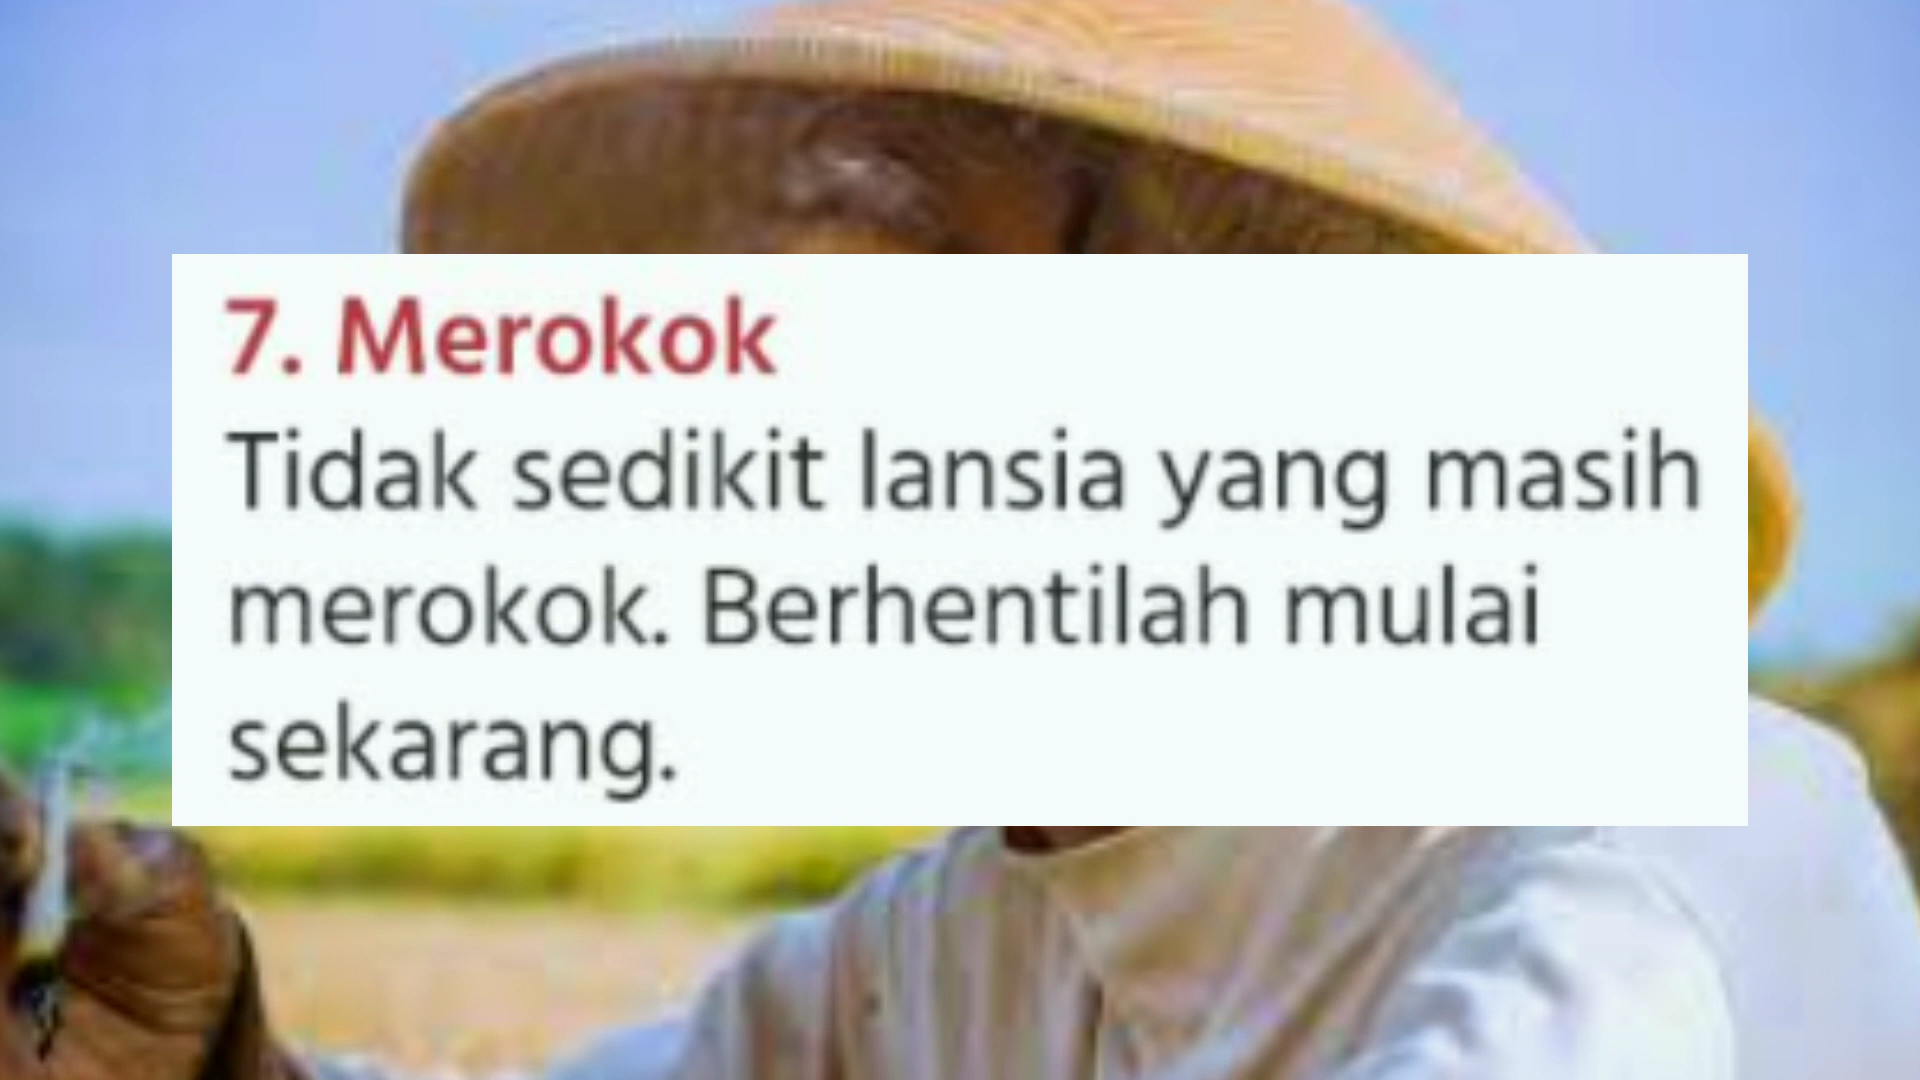 7. Merokok
Tidak sedikit lansia yang masih
merokok. Berhentilah mulai
sekarang.